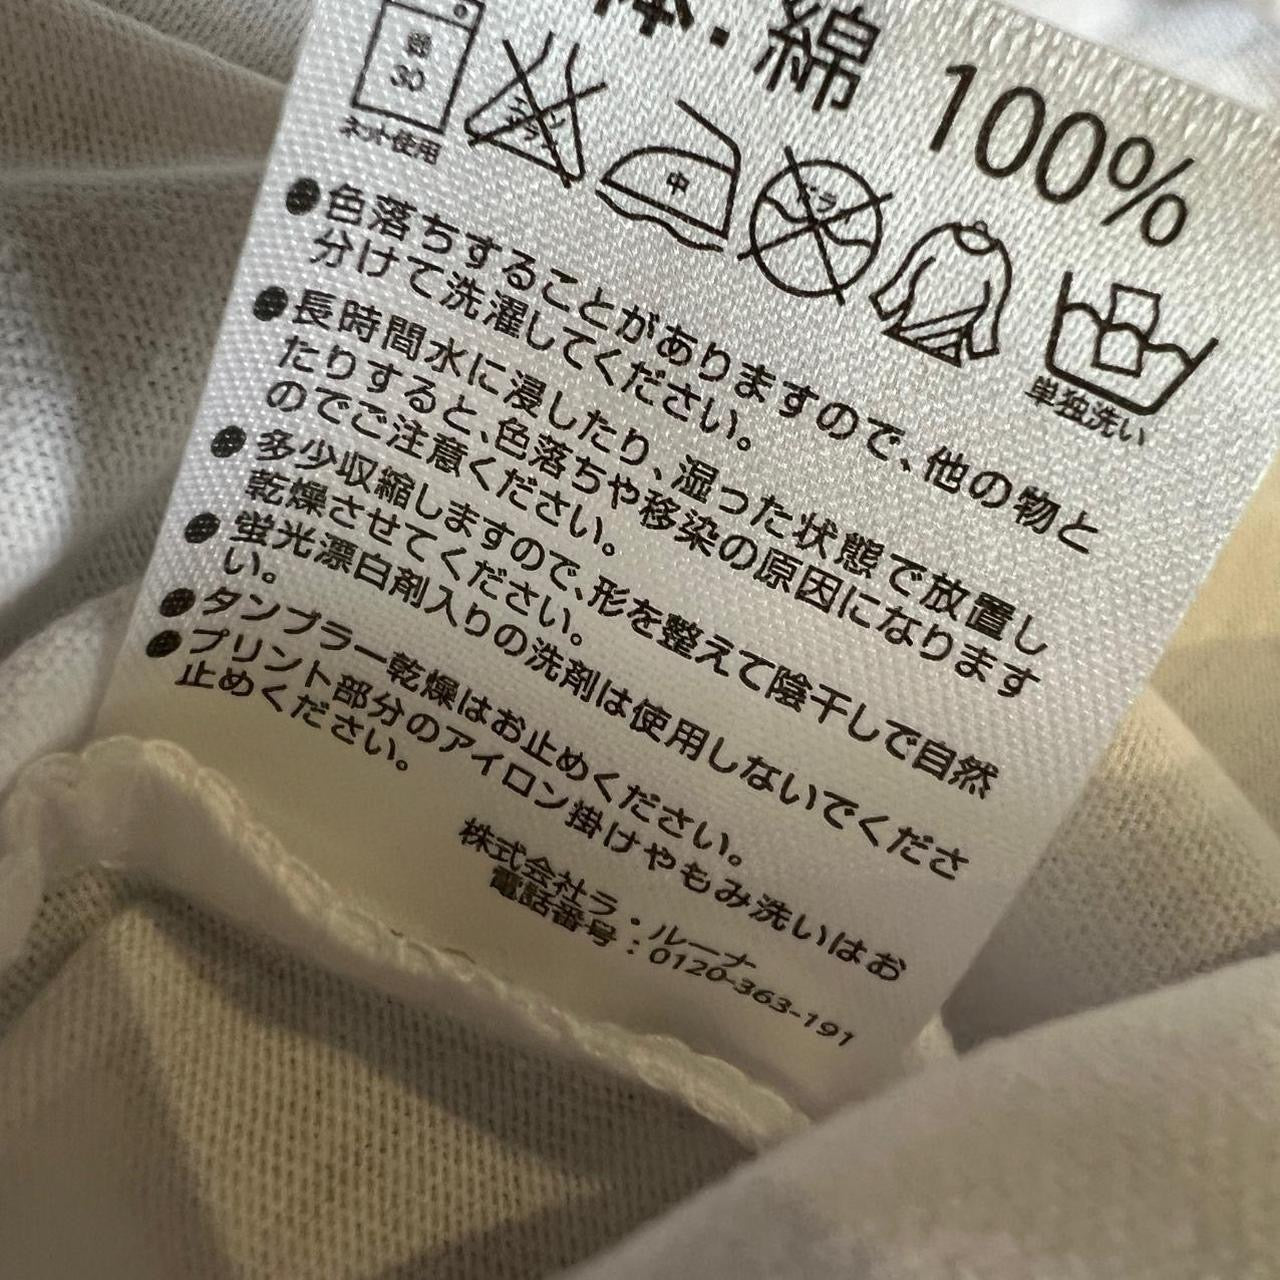 体・綿 100%
弱
30
ネット使用
エンソ
サラシ
中
ドライ
単独洗い
●色落ちすることがありますので、他の物と
分けて洗濯してください。
●長時間水に浸したり、湿った状態で放置し
たりすると、色落ちや移染の原因になります
のでご注意ください。
●多少収縮しますので、形を整えて陰干しで自然
乾燥させてください。
●蛍光漂白剤入りの洗剤は使用しないでくださ
い。
●タンブラー乾燥はお止めください。
●プリント部分のアイロン掛けやもみ洗いはお
止めください。
株式会社ラ・ルーナ
電話番号：0120-363-191